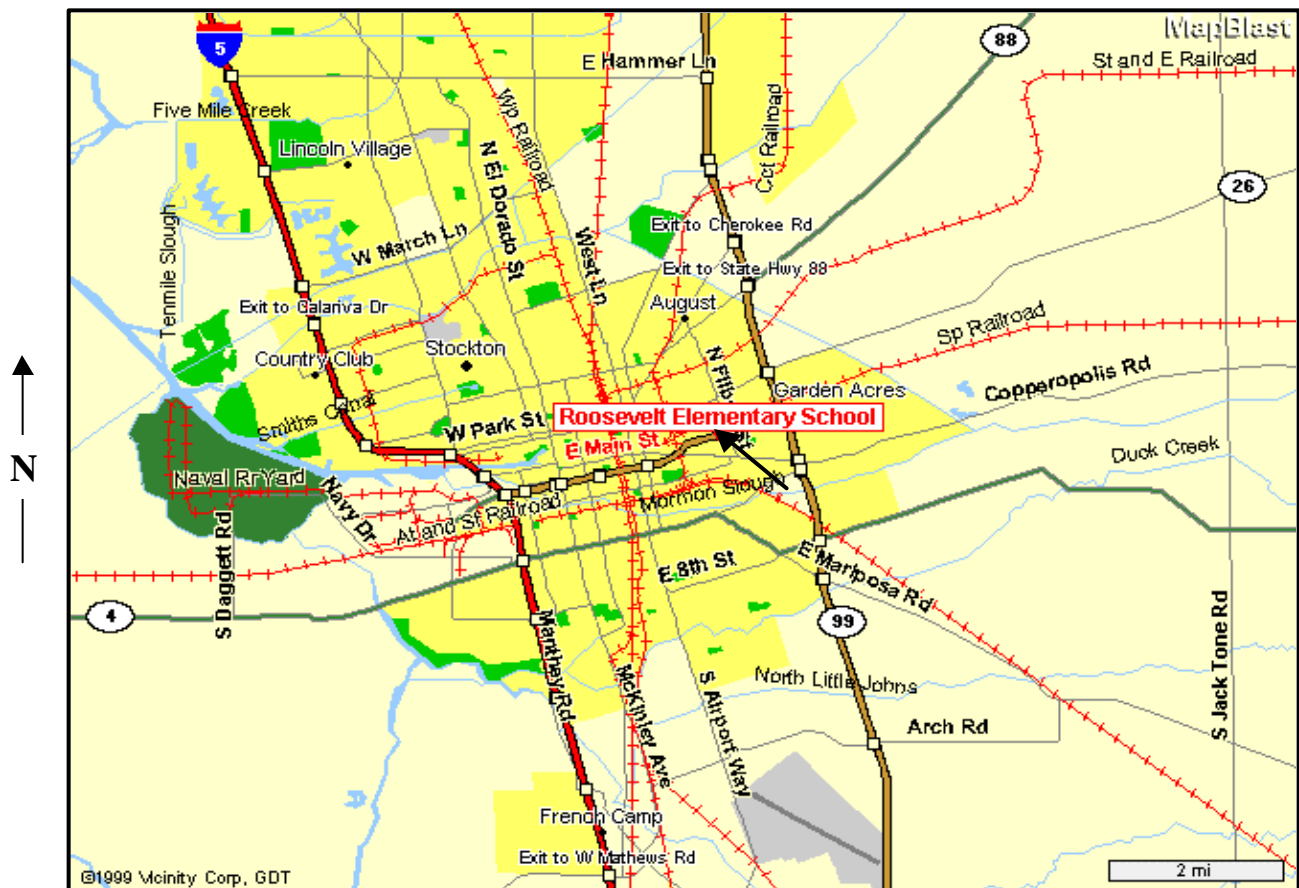 MapBlast
5
E Hammer Ln
88
St and E Railroad
Five Mile Creek
Wp Railroad
Cct Railroad
Lincoln Village
N El Dorado St
26
Tenmile Slough
W March Ln
West Ln
Exit to Cherokee Rd
Exit to State Hwy 88
Exit to
Dr
August
Sp Railroad
Country Club
Stockton
N
Garden Acres
Copperopolis Rd
Smiths Canal
W Park St
Roosevelt Elementary School
E Main St
N
Duck Creek
Naval Rr Yard
Navy Dr
Mormon Slough
At and Sf Railroad
S Daggett Rd
E 8th St
E Mariposa Rd
4
99
S Jack Tone Rd
Manthey Rd
McKinley Ave
S Airport Way
North Little Johns
Arch Rd
French Camp
Exit to W Mathews Rd
©1999 Vicinity Corp, GDT
2 mi